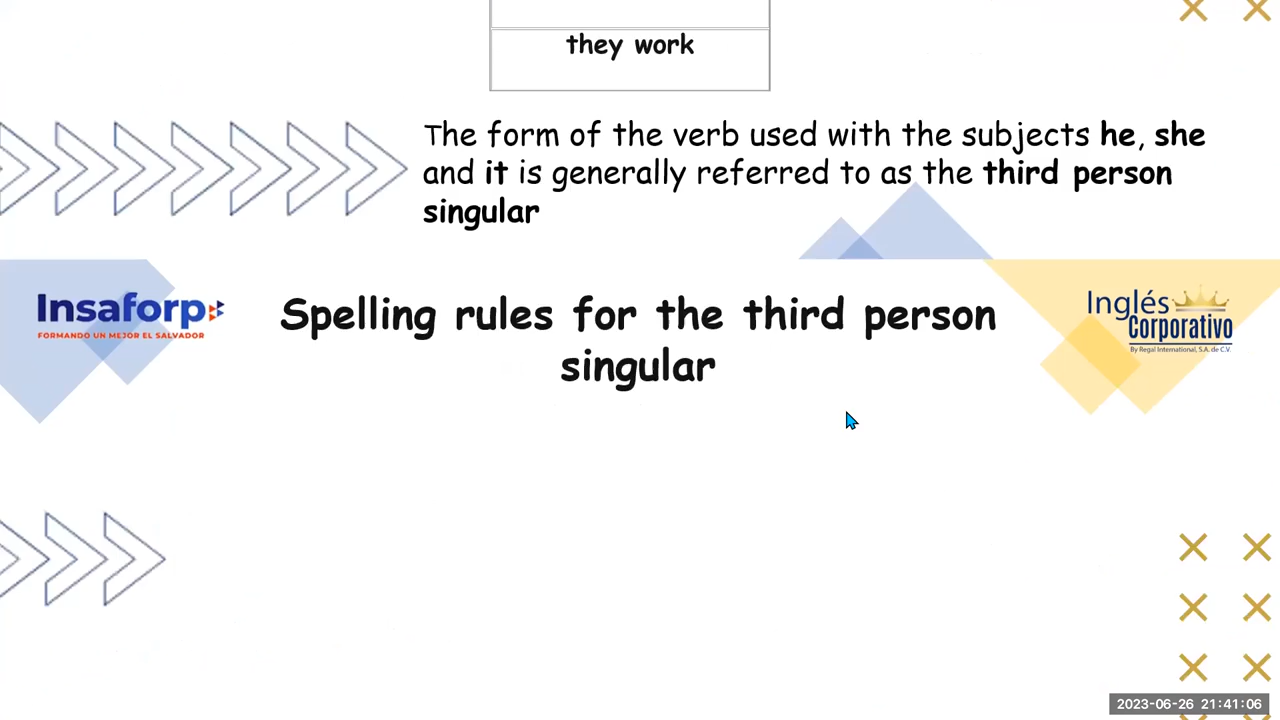 they work
The form of the verb used with the subjects he, she
and it is generally referred to as the third person
singular
Insaforp
FORMANDO UN MEJOR EL SALVADOR
Spelling rules for the third person
singular
Inglés
Corporativo
By Regal International, S.A. de C.V.
2023-06-26 21:41:06